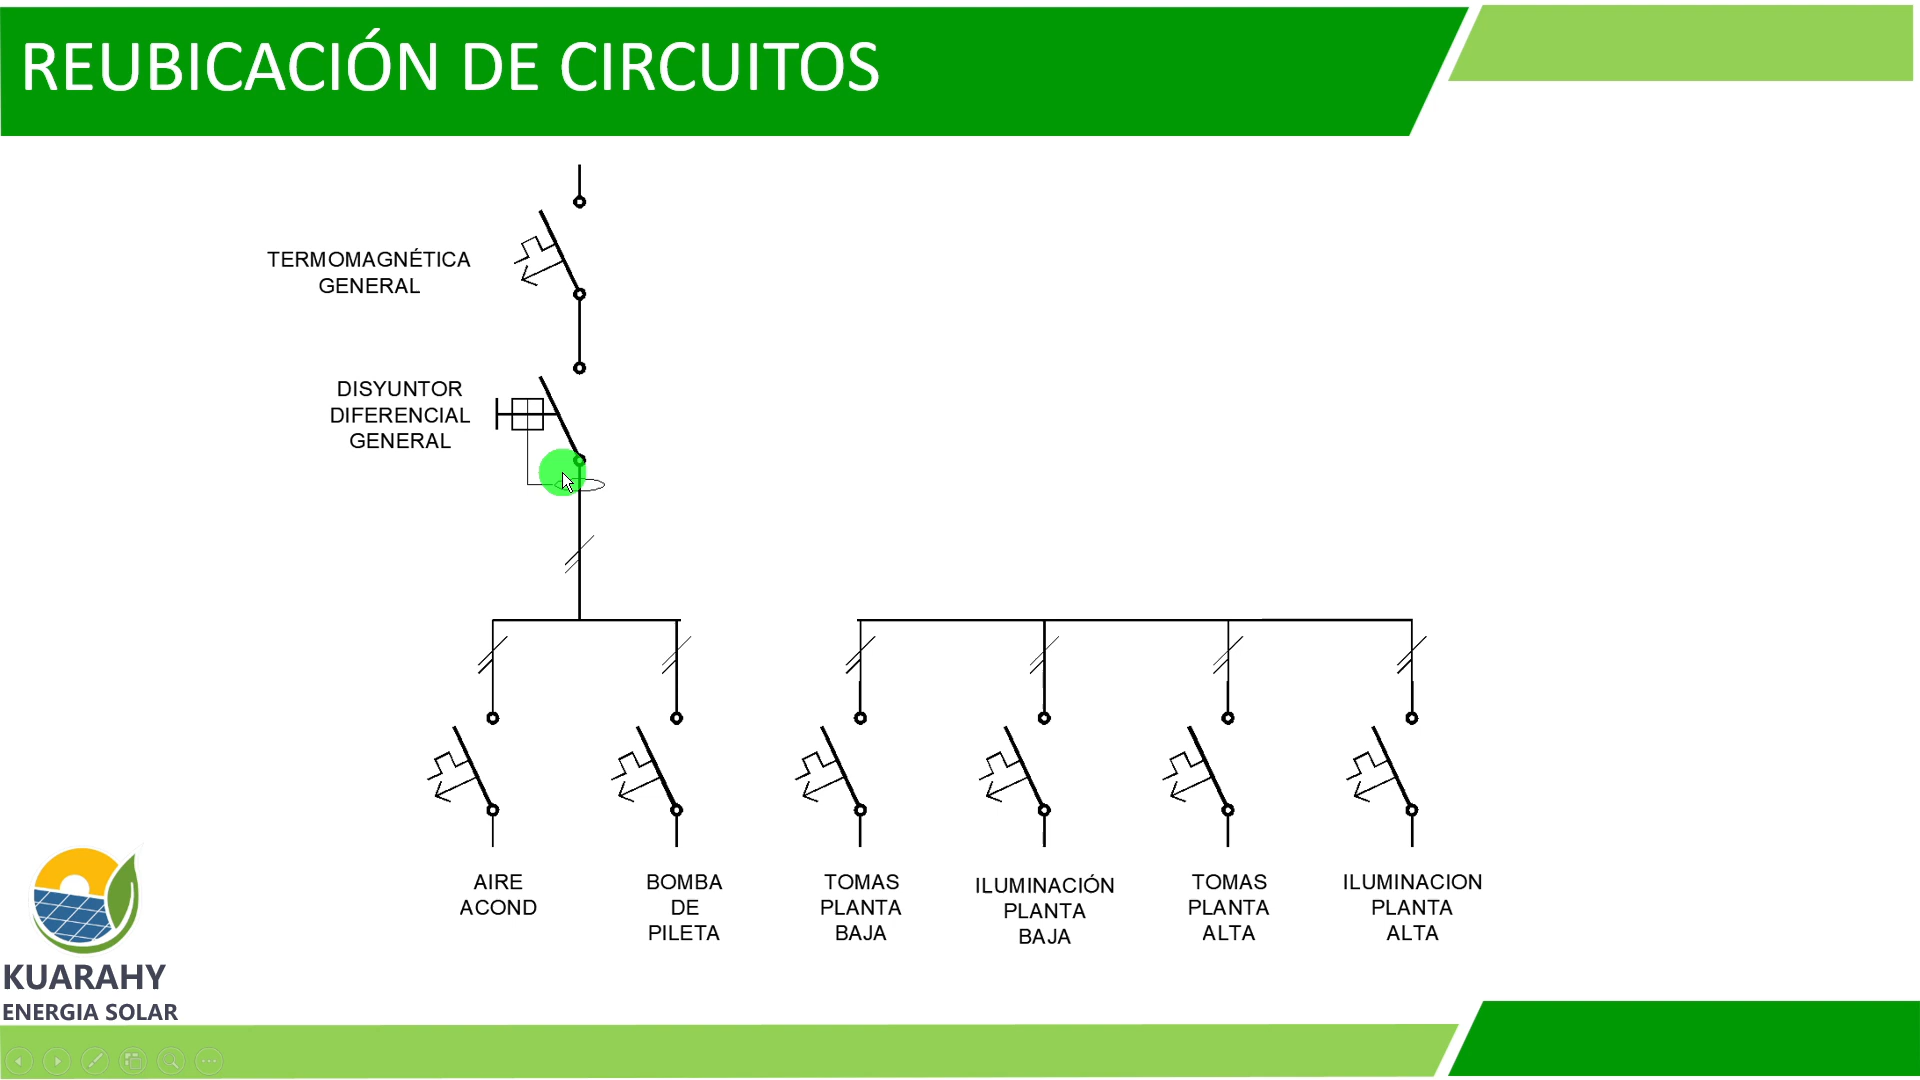 REUBICACIÓN DE CIRCUITOS
TERMOMAGNÉTICA
GENERAL
DISYUNTOR
DIFERENCIAL
GENERAL
AIRE
ACOND
BOMBA
DE
PILETA
TOMAS
PLANTA
BAJA
ILUMINACIÓN
PLANTA
BAJA
TOMAS
PLANTA
ALTA
ILUMINACION
PLANTA
ALTA
KUARAHY
ENERGIA SOLAR